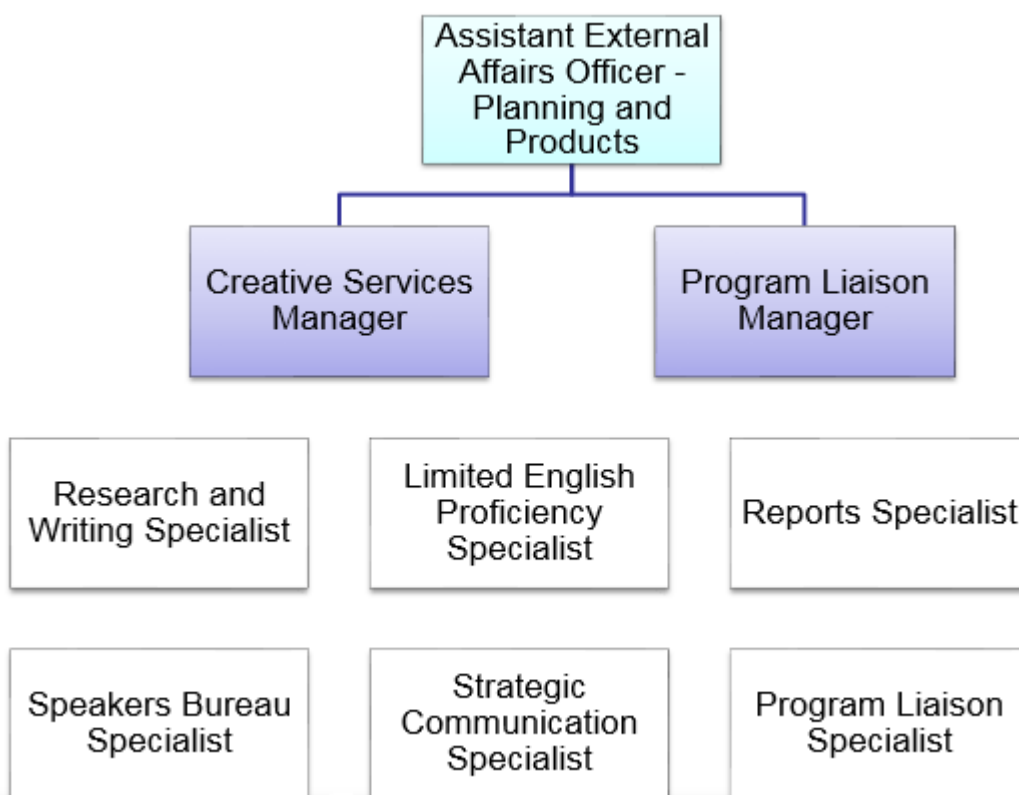 Assistant External
Affairs Officer -
Planning and
Products
Creative Services
Manager
Program Liaison
Manager
Research and
Writing Specialist
Limited English
Proficiency
Specialist
Reports Specialist
Speakers Bureau
Specialist
Strategic
Communication
Specialist
Program Liaison
Specialist